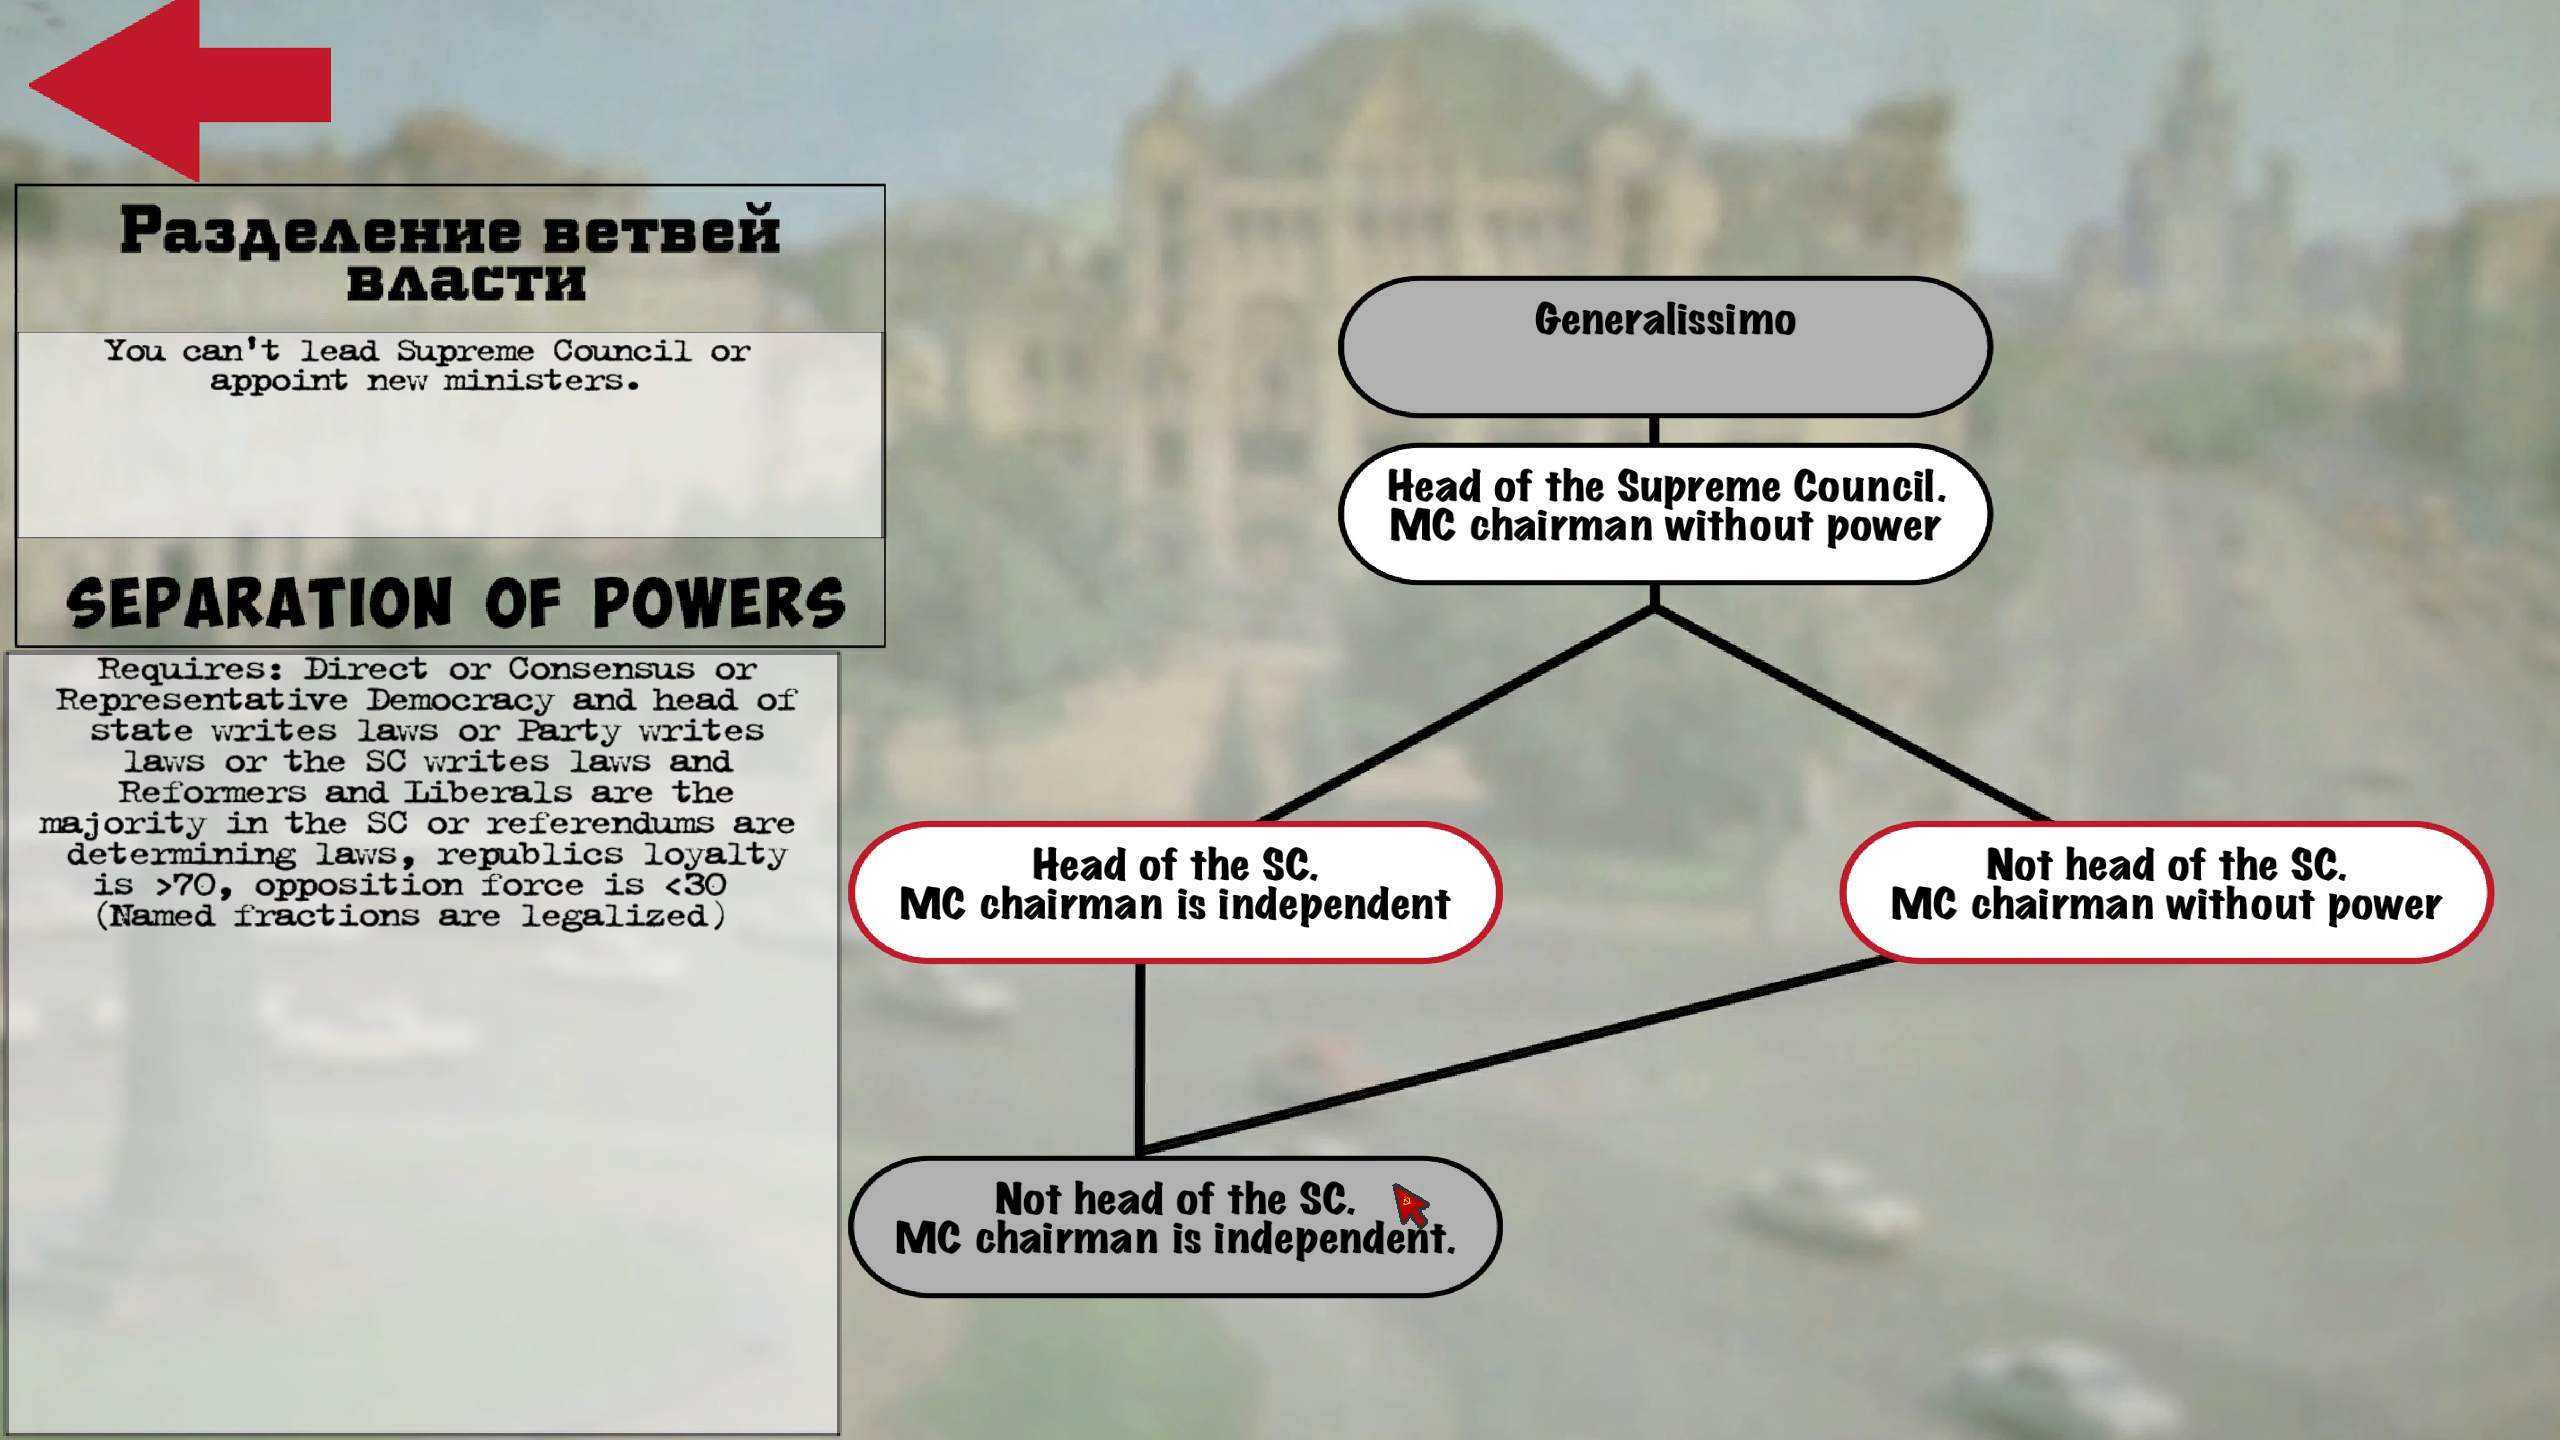 Разделение ветвей
власти
You can't lead Supreme Council or
appoint new ministers.
SEPARATION OF POWERS
Requires: Direct or Consensus or
Representative Democracy and head of
state writes laws or Party writes
laws or the SC writes laws and
Reformers and Liberals are the
majority in the SC or referendums are
determining laws, republics loyalty
is >70, opposition force is <30
(Named fractions are legalized)
Generalissimo
Head of the Supreme Council.
MC chairman without power
Head of the SC.
MC chairman is independent
Not head of the SC.
MC chairman without power
Not head of the SC.
MC chairman is independent.